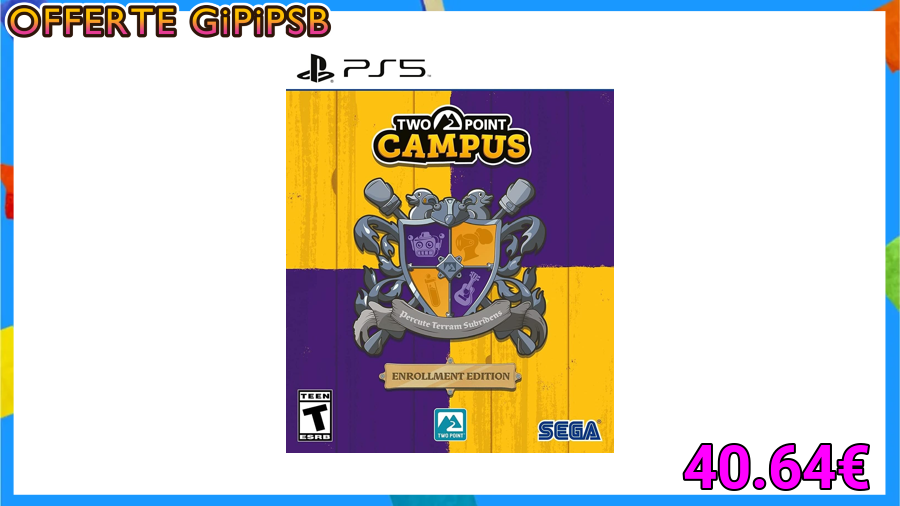 OFFERTE GiPiPSB
PS5
TWO POINT
CAMPUS
Percute Terram Subridens
ENROLLMENT EDITION
TEEN
T
ESRB
TWO POINT
SEGA
40.64€